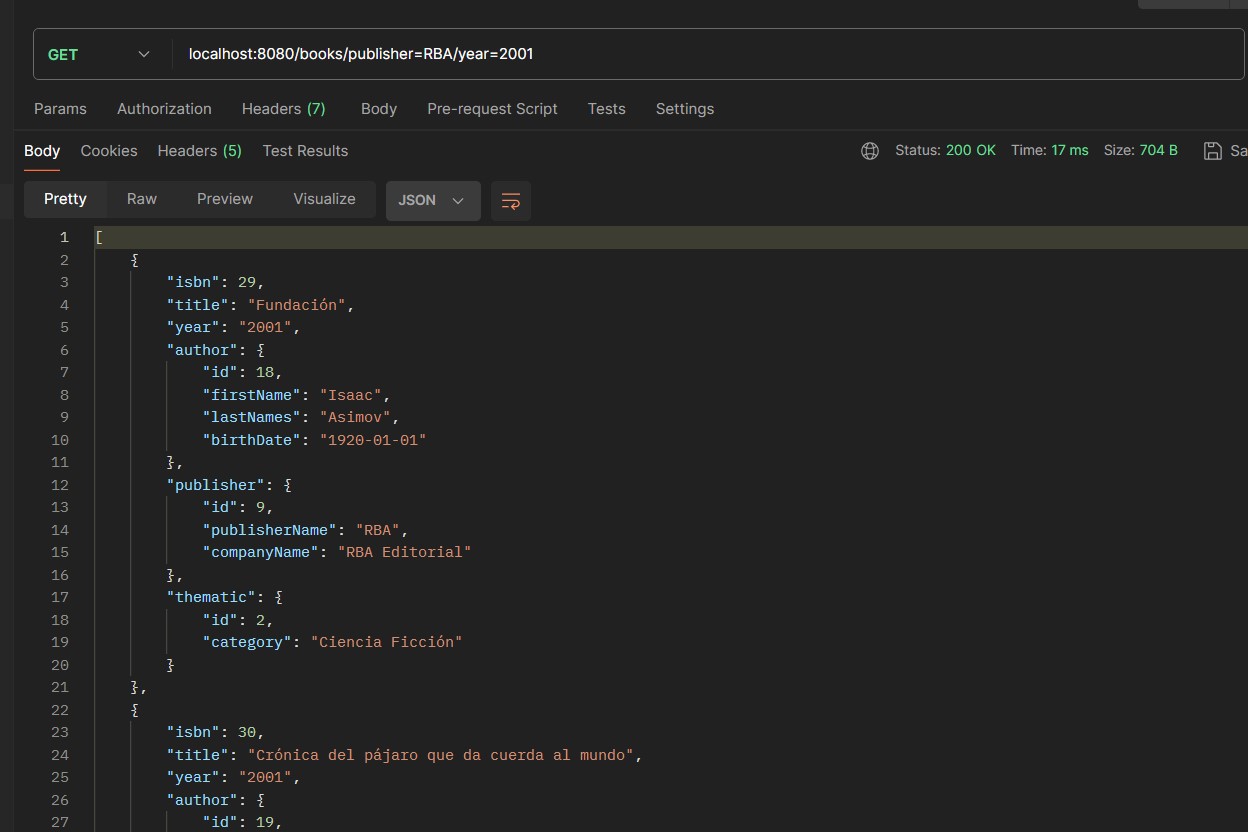 GET localhost:8080/books/publisher=RBA/year=2001
Params Authorization Headers (7) Body Pre-request Script Tests Settings
Body Cookies Headers (5) Test Results Status: 200 OK Time: 17 ms Size: 704 B
Pretty Raw Preview Visualize JSON
1 [
2 {
3 "isbn": 29,
4 "title": "Fundación",
5 "year": "2001",
6 "author": {
7 "id": 18,
8 "firstName": "Isaac",
9 "lastNames": "Asimov",
10 "birthDate": "1920-01-01"
11 },
12 "publisher": {
13 "id": 9,
14 "publisherName": "RBA",
15 "companyName": "RBA Editorial"
16 },
17 "thematic": {
18 "id": 2,
19 "category": "Ciencia Ficción"
20 }
21 },
22 {
23 "isbn": 30,
24 "title": "Crónica del pájaro que da cuerda al mundo",
25 "year": "2001",
26 "author": {
27 "id": 19,